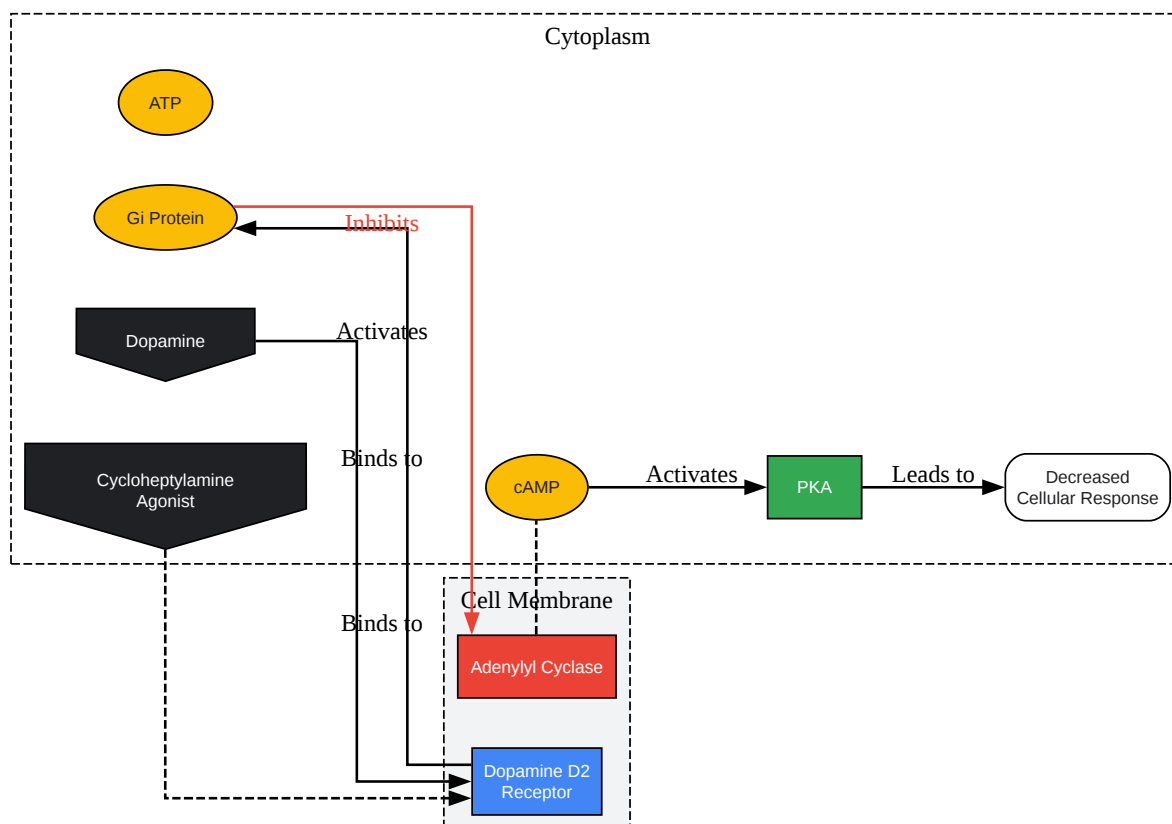 Cytoplasm
ATP
Gi Protein
Inhibits
Dopamine
Activates
Binds to
Cycloheptylamine
Agonist
cAMP
Activates
PKA
Leads to
Decreased
Cellular Response
Cell Membrane
Binds to
Adenylyl Cyclase
Dopamine D2
Receptor